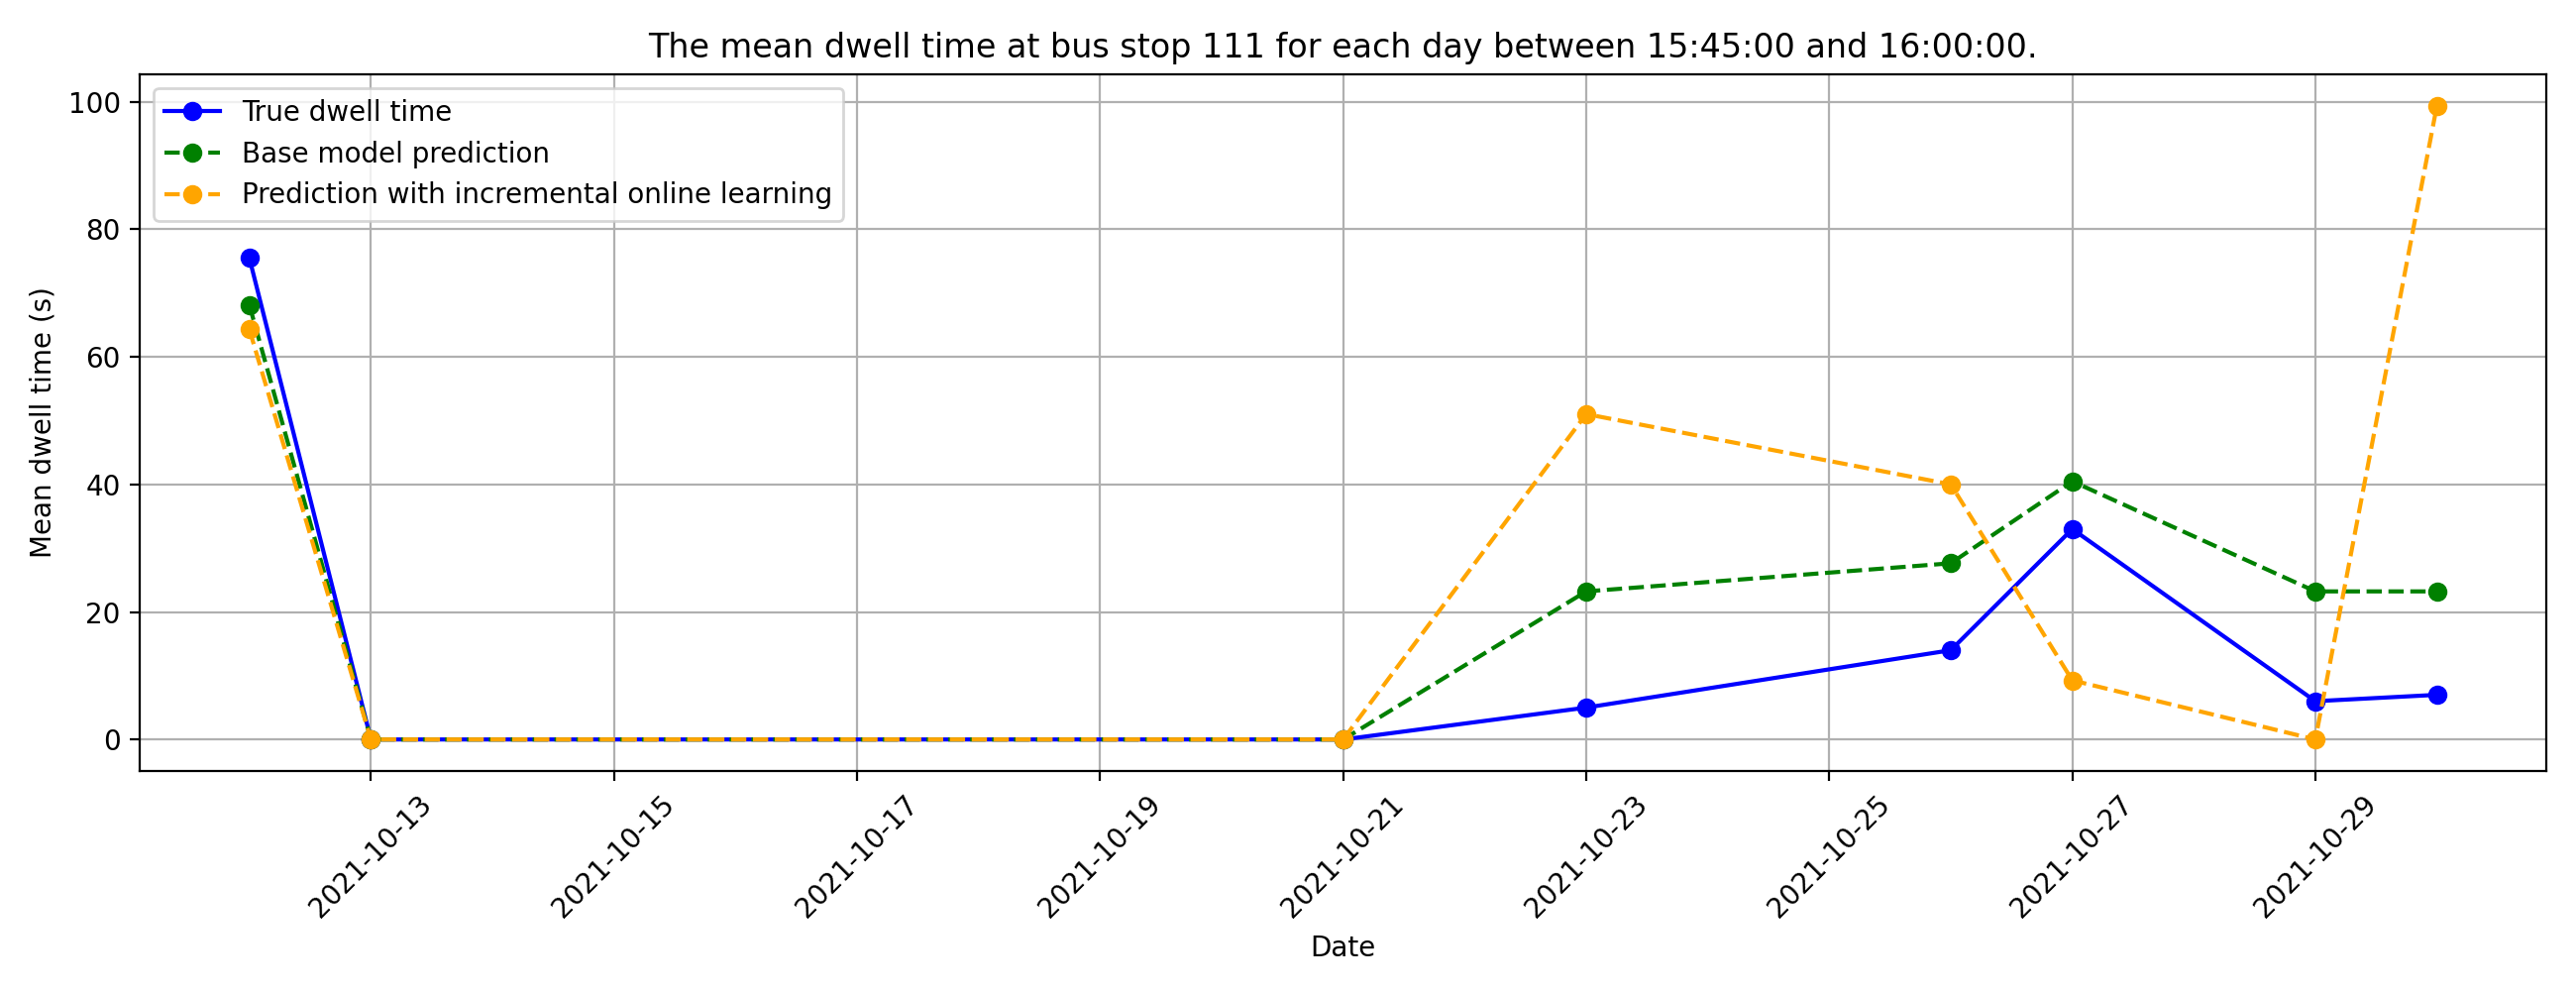 The mean dwell time at bus stop 111 for each day between 15:45:00 and 16:00:00.
True dwell time
Base model prediction
Prediction with incremental online learning
Mean dwell time (s)
100
80
60
40
20
0
2021-10-13
2021-10-15
2021-10-17
2021-10-19
2021-10-21
2021-10-23
2021-10-25
2021-10-27
2021-10-29
Date